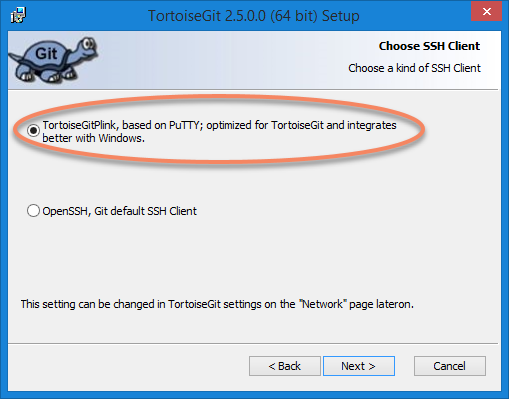 TortoiseGit 2.5.0.0 (64 bit) Setup
Git
Choose SSH Client
Choose a kind of SSH Client
TortoiseGitPlink, based on PuTTY; optimized for TortoiseGit and integrates
better with Windows.
OpenSSH, Git default SSH Client
This setting can be changed in TortoiseGit settings on the "Network" page lateron.
< Back
Next >
Cancel